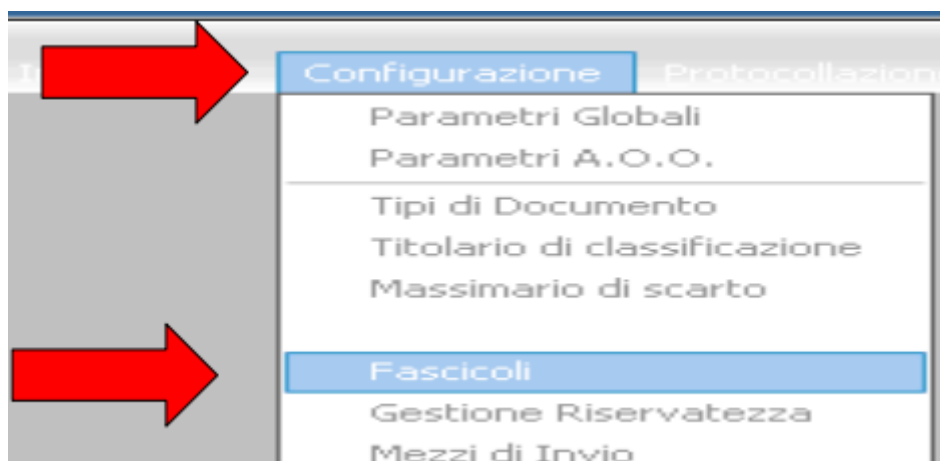 Configurazione Protocollazion
Parametri Globali
Parametri A.O.O.
Tipi di Documento
Titolario di classificazione
Massimario di scarto
Fascicoli
Gestione Riservatezza
Mezzi di Invio